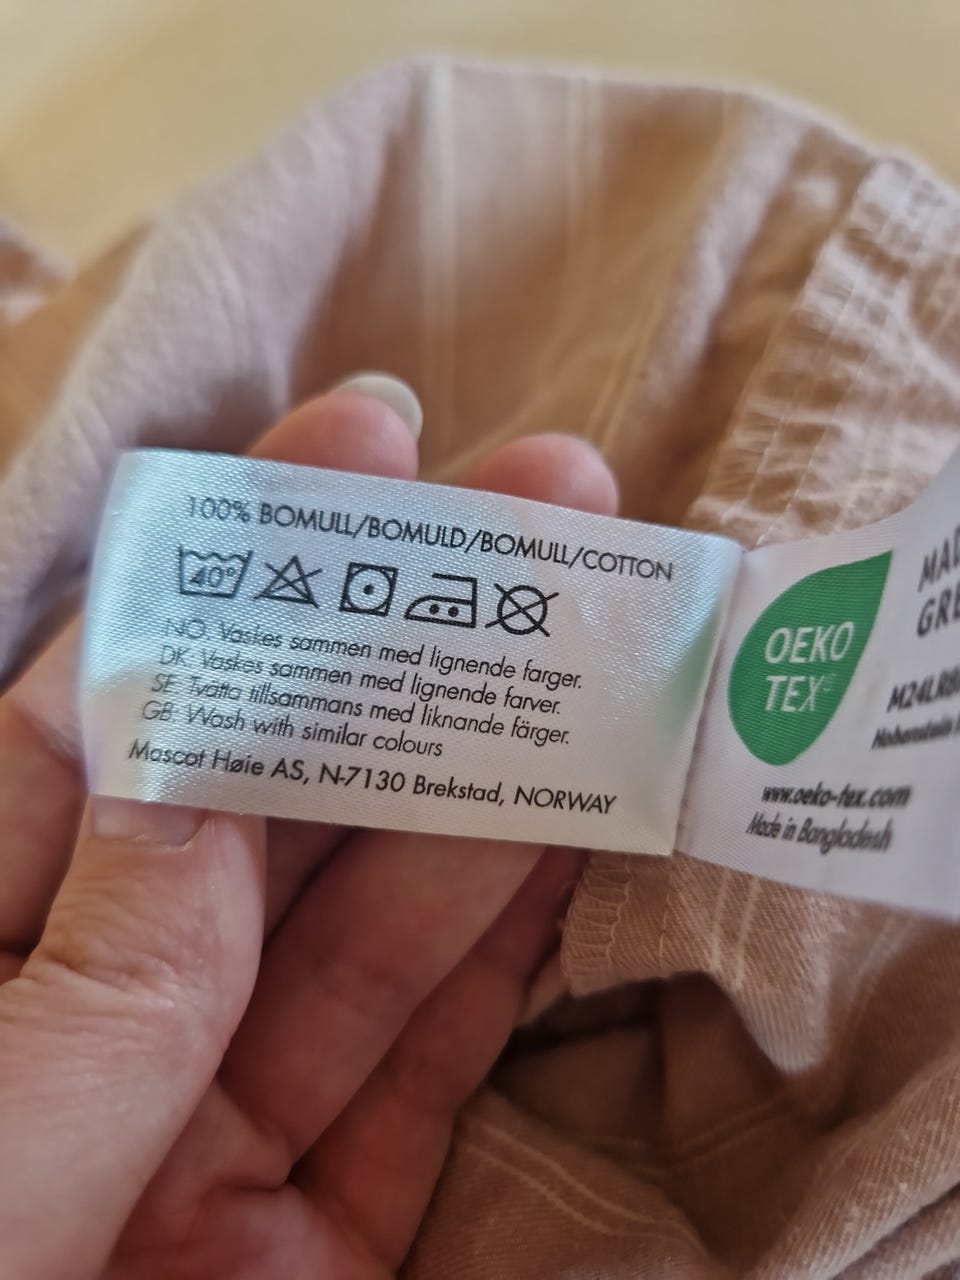 100% BOMULL/BOMULD/BOMULL/COTTON
40°
NO: Vaskes sammen med lignende farger.
DK: Vaskes sammen med lignende farver.
SE: Tvätta tillsammans med liknande färger.
GB: Wash with similar colours
Mascot Høie AS, N-7130 Brekstad, NORWAY
OEKO
TEX
www.oeko-tex.com
Made in Bangladesh
Hohenstein